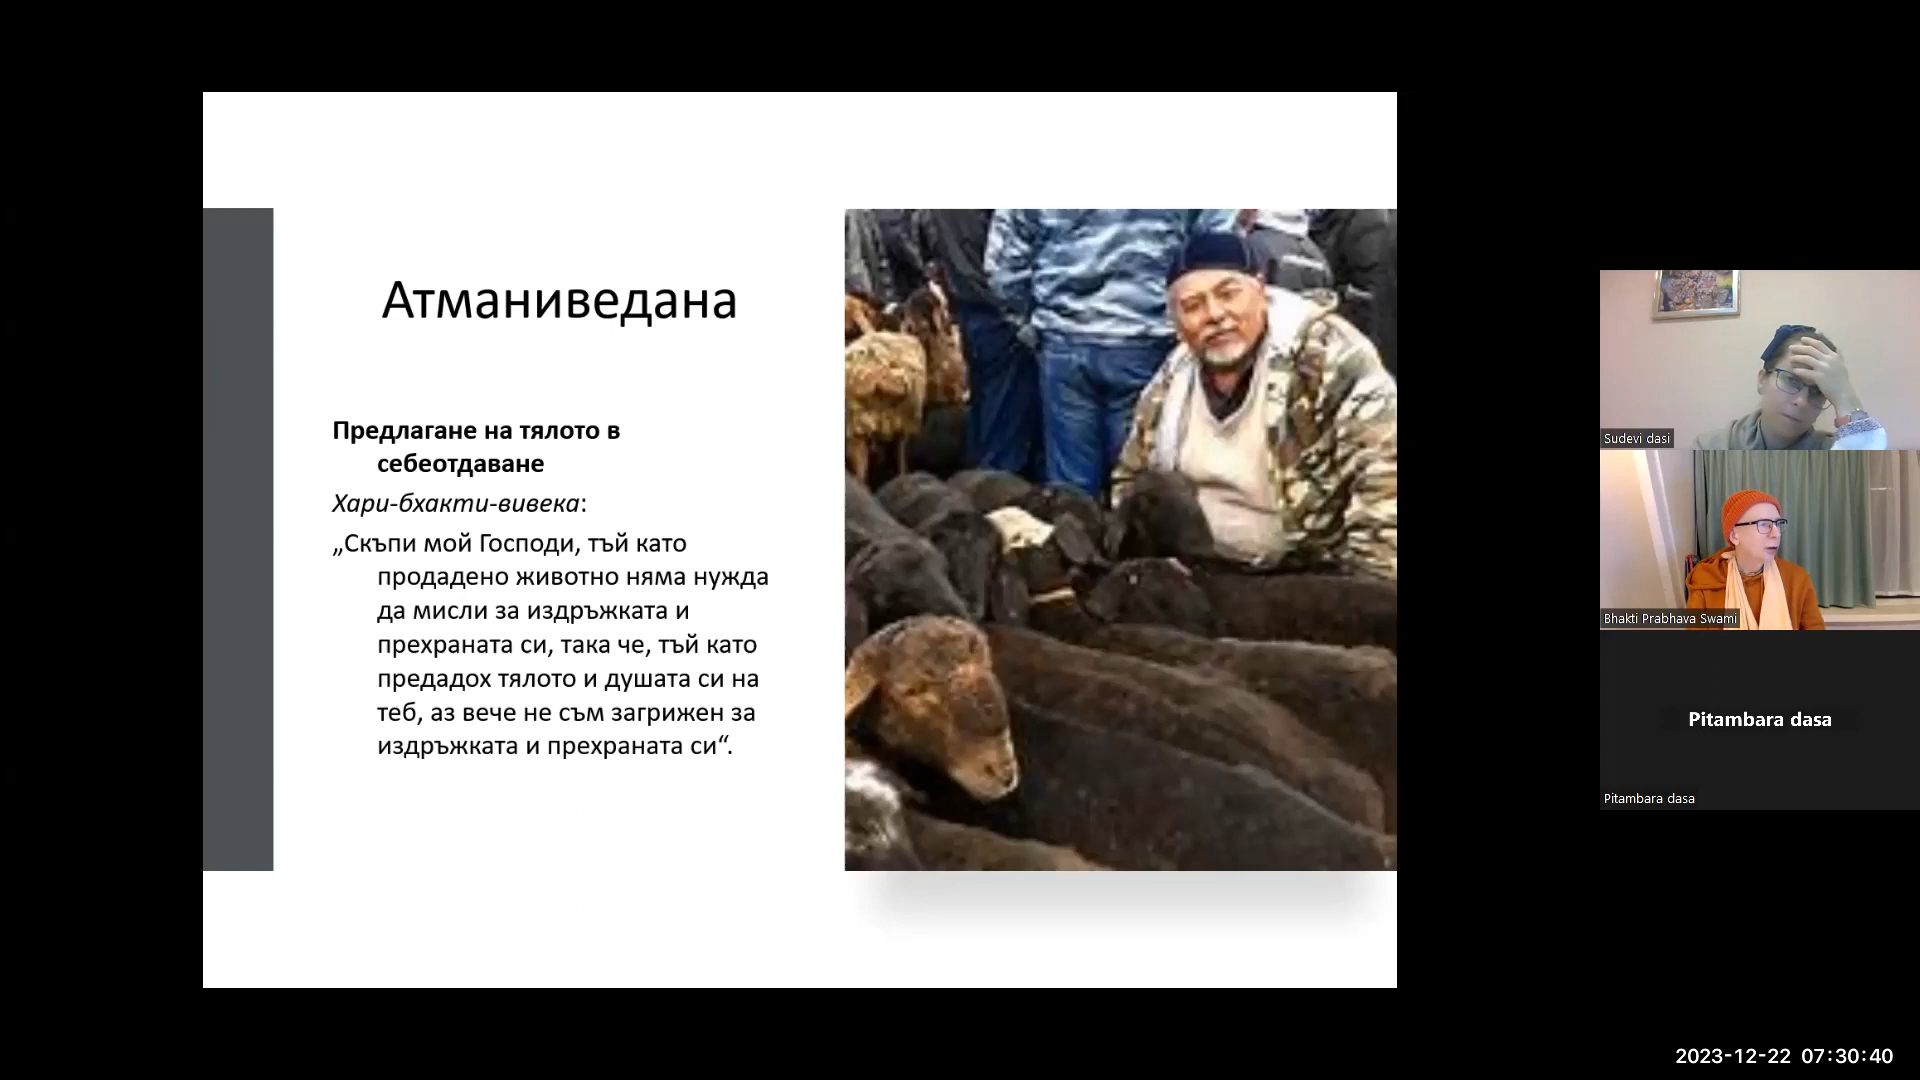 Атманиведана
Предлагане на тялото в
себеотдаване
Хари-бхакти-вивека:
„Скъпи мой Господи, тъй като
продадено животно няма нужда
да мисли за издръжката и
прехраната си, така че, тъй като
предадох тялото и душата си на
теб, аз вече не съм загрижен за
издръжката и прехраната си“.
Sudevi dasi
Bhakti Prabhava Swami
Pitambara dasa
Pitambara dasa
2023-12-22 07:30:40